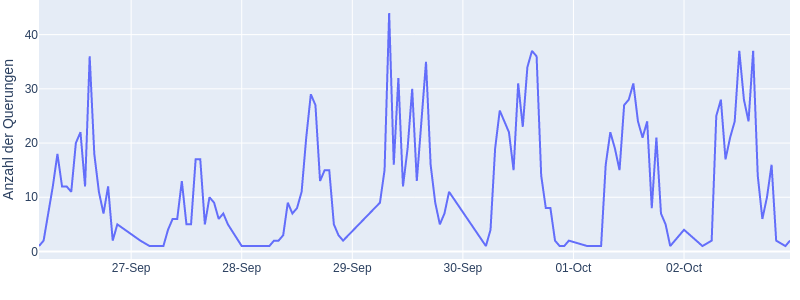 Anzahl der Querungen
40
30
20
10
0
27-Sep
28-Sep
29-Sep
30-Sep
01-Oct
02-Oct